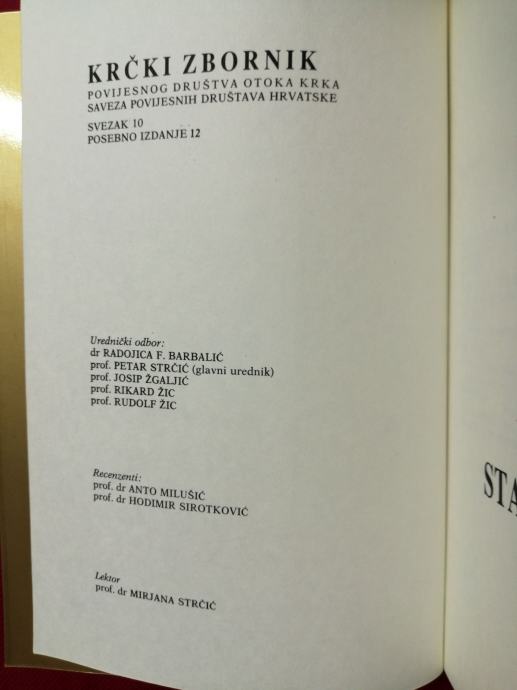 KRČKI ZBORNIK
POVIJESNOG DRUŠTVA OTOKA KRKA
SAVEZA POVIJESNIH DRUŠTAVA HRVATSKE
SVEZAK 10
POSEBNO IZDANJE 12
Urednički odbor:
dr RADOJICA F. BARBALIĆ
prof. PETAR STRČIĆ (glavni urednik)
prof. JOSIP ŽGALJIĆ
prof. RIKARD ŽIC
prof. RUDOLF ŽIC
Recenzenti:
prof. dr ANTO MILUŠIĆ
prof. dr HODIMIR SIROTKOVIĆ
Lektor
prof. dr MIRJANA STRČIĆ